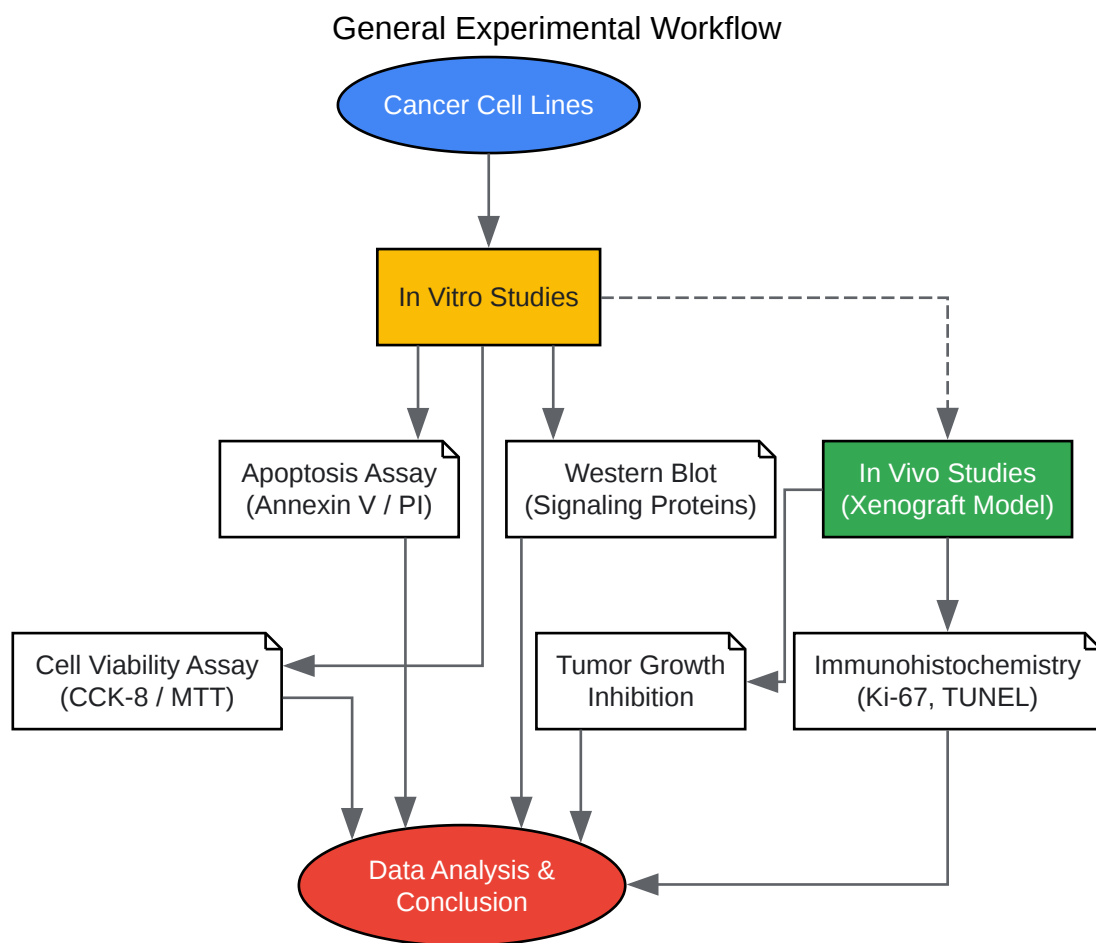 General Experimental Workflow
Cancer Cell Lines
In Vitro Studies
Apoptosis Assay
(Annexin V / PI)
Western Blot
(Signaling Proteins)
In Vivo Studies
(Xenograft Model)
Cell Viability Assay
(CCK-8 / MTT)
Tumor Growth
Inhibition
Immunohistochemistry
(Ki-67, TUNEL)
Data Analysis &
Conclusion